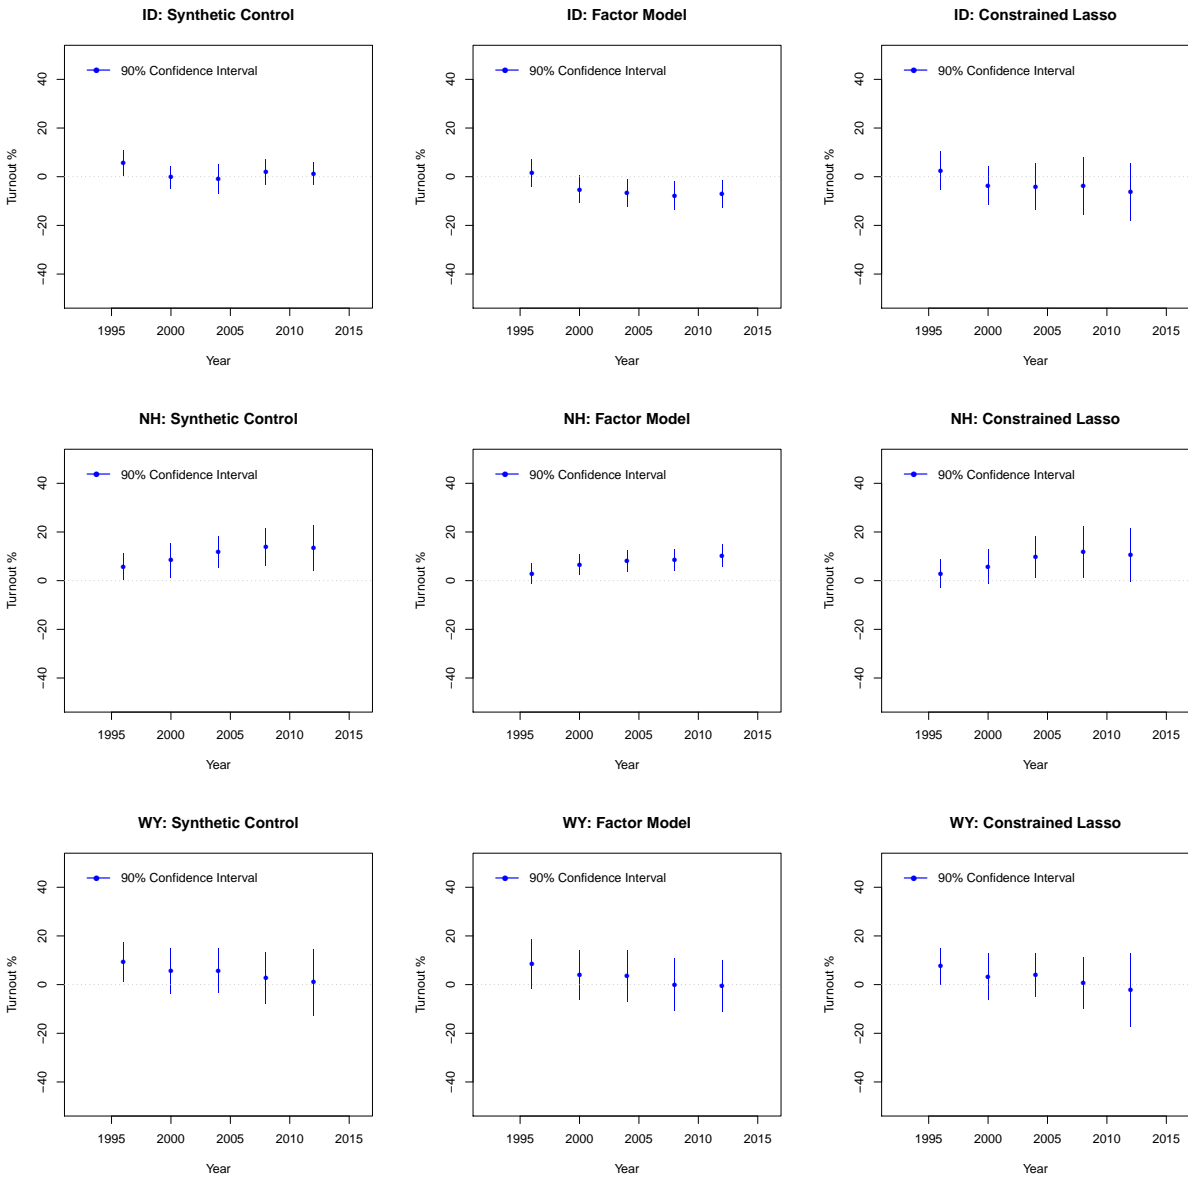 ID: Synthetic Control
90% Confidence Interval
Turnout %
40
20
0
−20
−40
1995 2000 2005 2010 2015
Year
ID: Factor Model
90% Confidence Interval
Turnout %
40
20
0
−20
−40
1995 2000 2005 2010 2015
Year
ID: Constrained Lasso
90% Confidence Interval
Turnout %
40
20
0
−20
−40
1995 2000 2005 2010 2015
Year
NH: Synthetic Control
90% Confidence Interval
Turnout %
40
20
0
−20
−40
1995 2000 2005 2010 2015
Year
NH: Factor Model
90% Confidence Interval
Turnout %
40
20
0
−20
−40
1995 2000 2005 2010 2015
Year
NH: Constrained Lasso
90% Confidence Interval
Turnout %
40
20
0
−20
−40
1995 2000 2005 2010 2015
Year
WY: Synthetic Control
90% Confidence Interval
Turnout %
40
20
0
−20
−40
1995 2000 2005 2010 2015
Year
WY: Factor Model
90% Confidence Interval
Turnout %
40
20
0
−20
−40
1995 2000 2005 2010 2015
Year
WY: Constrained Lasso
90% Confidence Interval
Turnout %
40
20
0
−20
−40
1995 2000 2005 2010 2015
Year